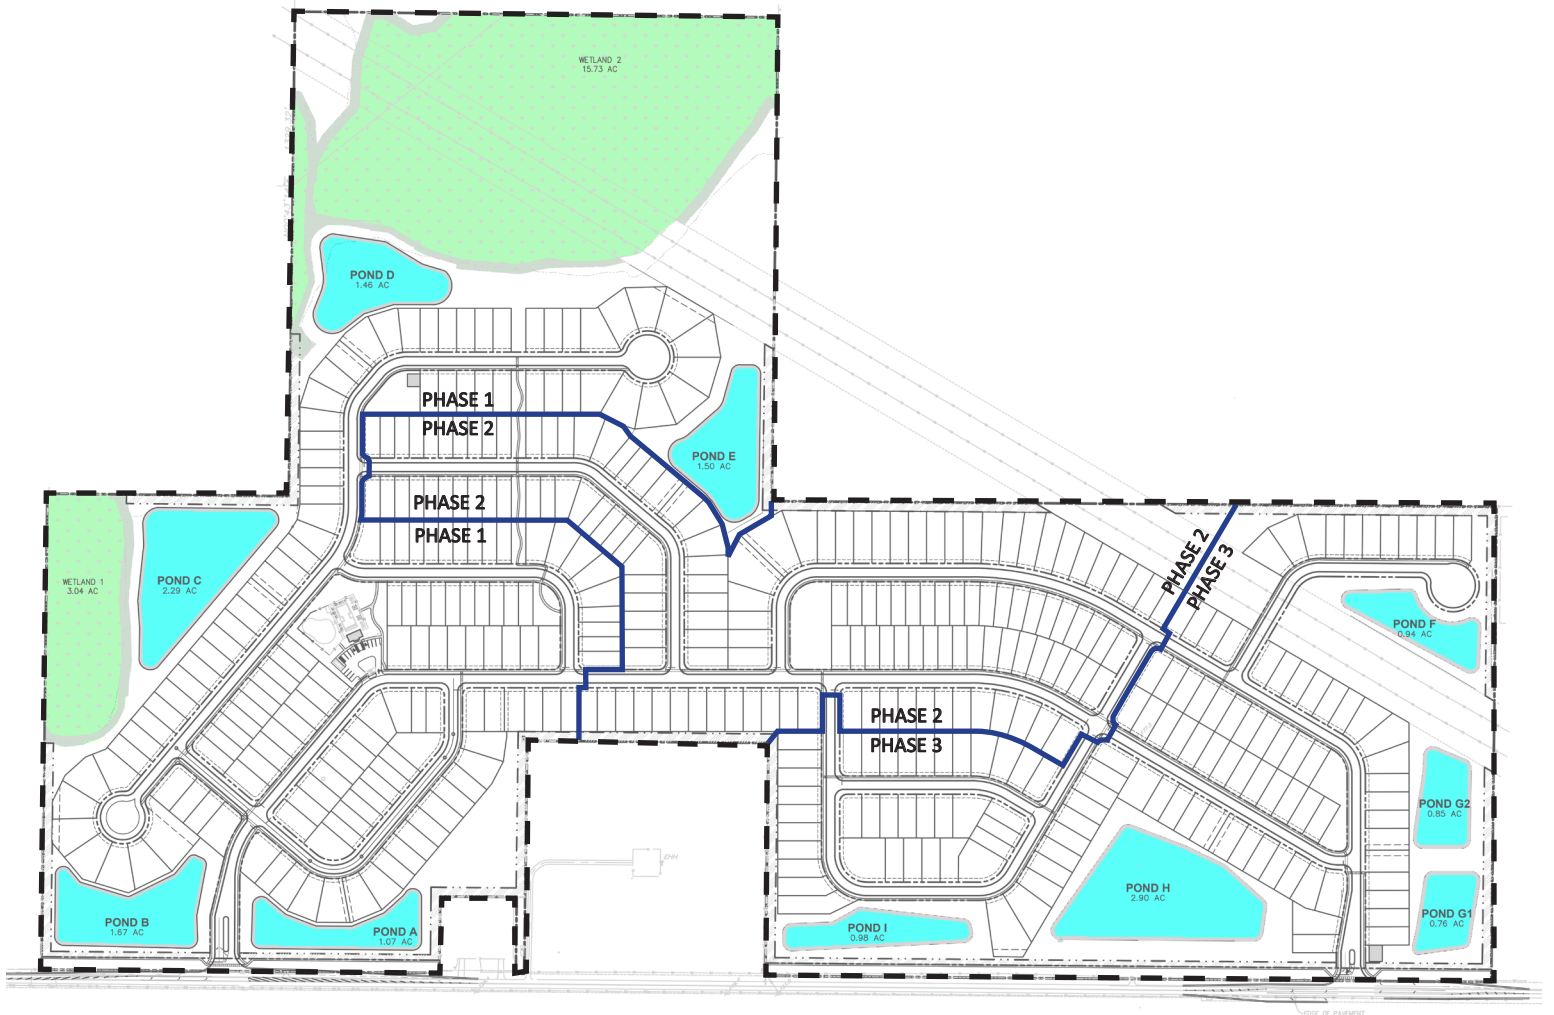 WETLAND 2
15.73 AC
POND D
1.46 AC
PHASE 1
PHASE 2
POND E
1.50 AC
PHASE 2
PHASE 1
PHASE 2
PHASE 3
WETLAND 1
3.04 AC
POND C
2.29 AC
POND F
0.94 AC
PHASE 2
PHASE 3
POND G2
0.85 AC
POND H
2.90 AC
POND B
1.67 AC
POND A
1.07 AC
POND I
0.98 AC
POND G1
0.76 AC
EDGE OF PAVEMENT